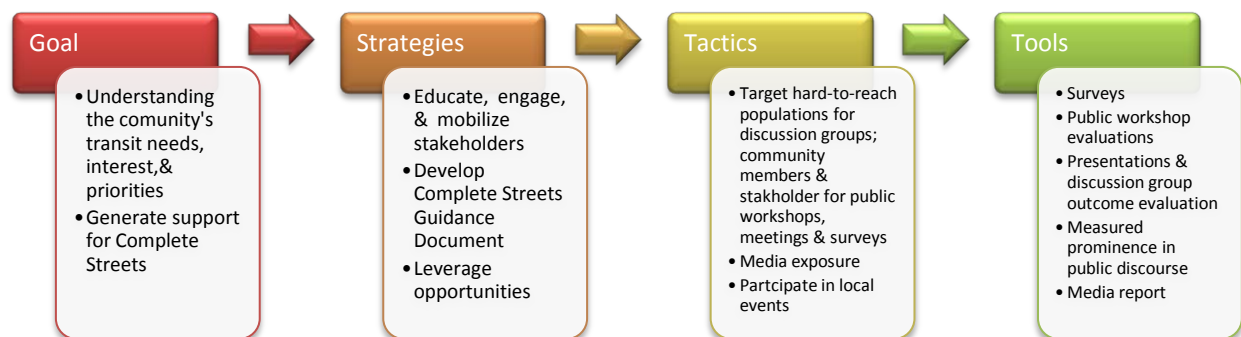 Goal
•Understanding
the comunity's
transit needs,
interest,&
priorities
•Generate support
for Complete
Streets
Strategies
•Educate, engage,
& mobilize
stakeholders
•Develop
Complete Streets
Guidance
Document
•Leverage
opportunities
Tactics
• Target hard-to-reach
populations for
discussion groups;
community
members &
stakholder for public
workshops,
meetings & surveys
• Media exposure
• Partcipate in local
events
Tools
• Surveys
• Public workshop
evaluations
• Presentations &
discussion group
outcome evaluation
• Measured
prominence in
public discourse
• Media report